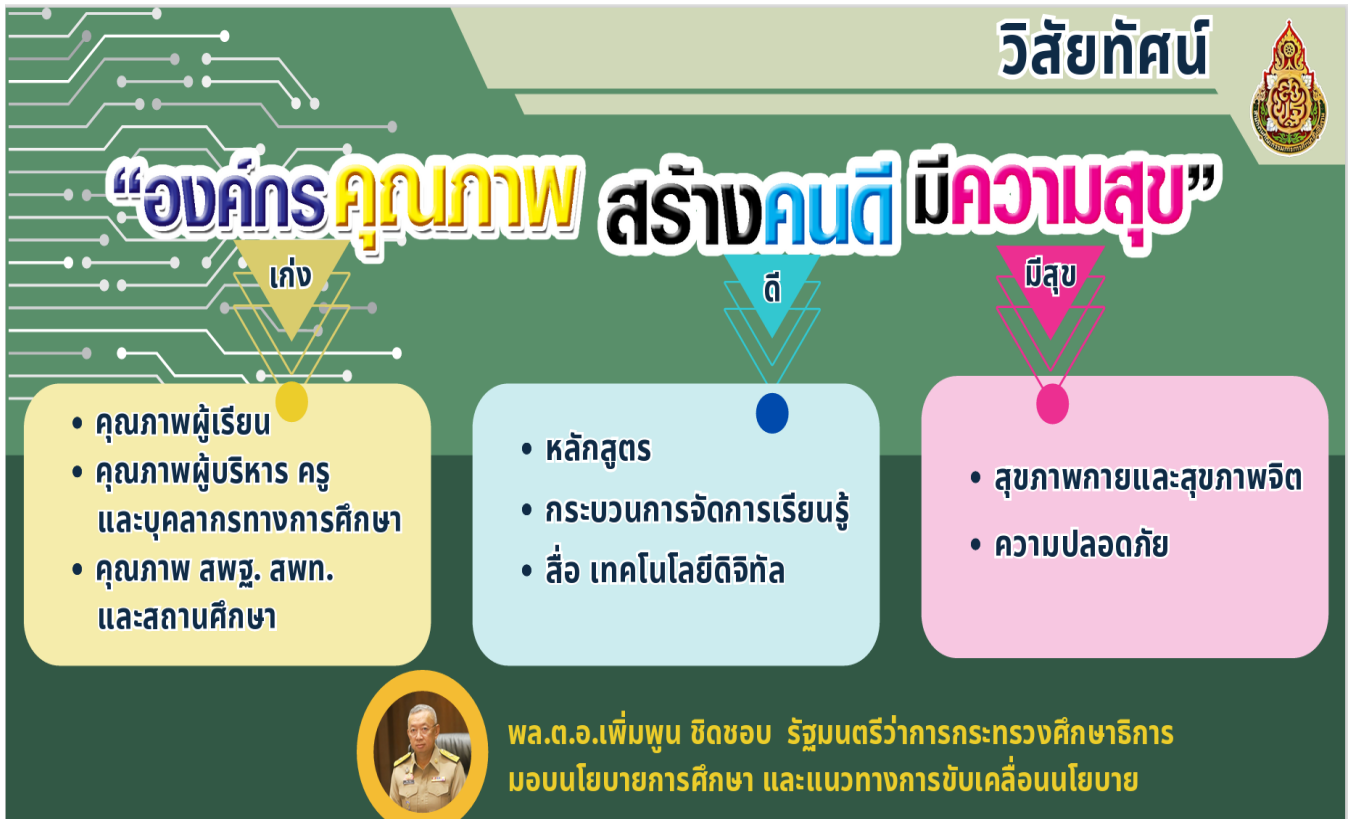 วิสัยทัศน์
“องค์กรคุณภาพ สร้างคนดี มีความสุข”
เก่ง
ดี
มีสุข
• คุณภาพผู้เรียน
• คุณภาพผู้บริหาร ครู
และบุคลากรทางการศึกษา
• คุณภาพ สพฐ. สพท.
และสถานศึกษา
• หลักสูตร
• กระบวนการจัดการเรียนรู้
• สื่อ เทคโนโลยีดิจิทัล
• สุขภาพกายและสุขภาพจิต
• ความปลอดภัย
พล.ต.อ.เพิ่มพูน ชิดชอบ รัฐมนตรีว่าการกระทรวงศึกษาธิการ
มอบนโยบายการศึกษา และแนวทางการขับเคลื่อนนโยบาย